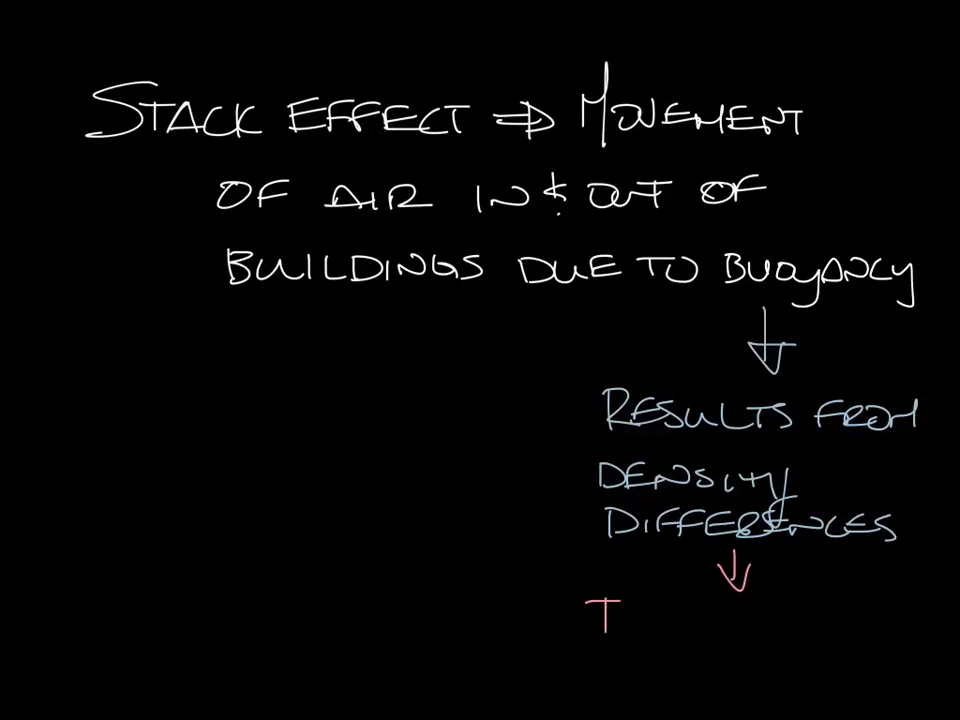 STACK EFFECT ⇒ MOVEMENT
OF AIR IN & OUT OF
BUILDINGS DUE TO BUOYANCY
RESULTS FROM
DENSITY
DIFFERENCES
T